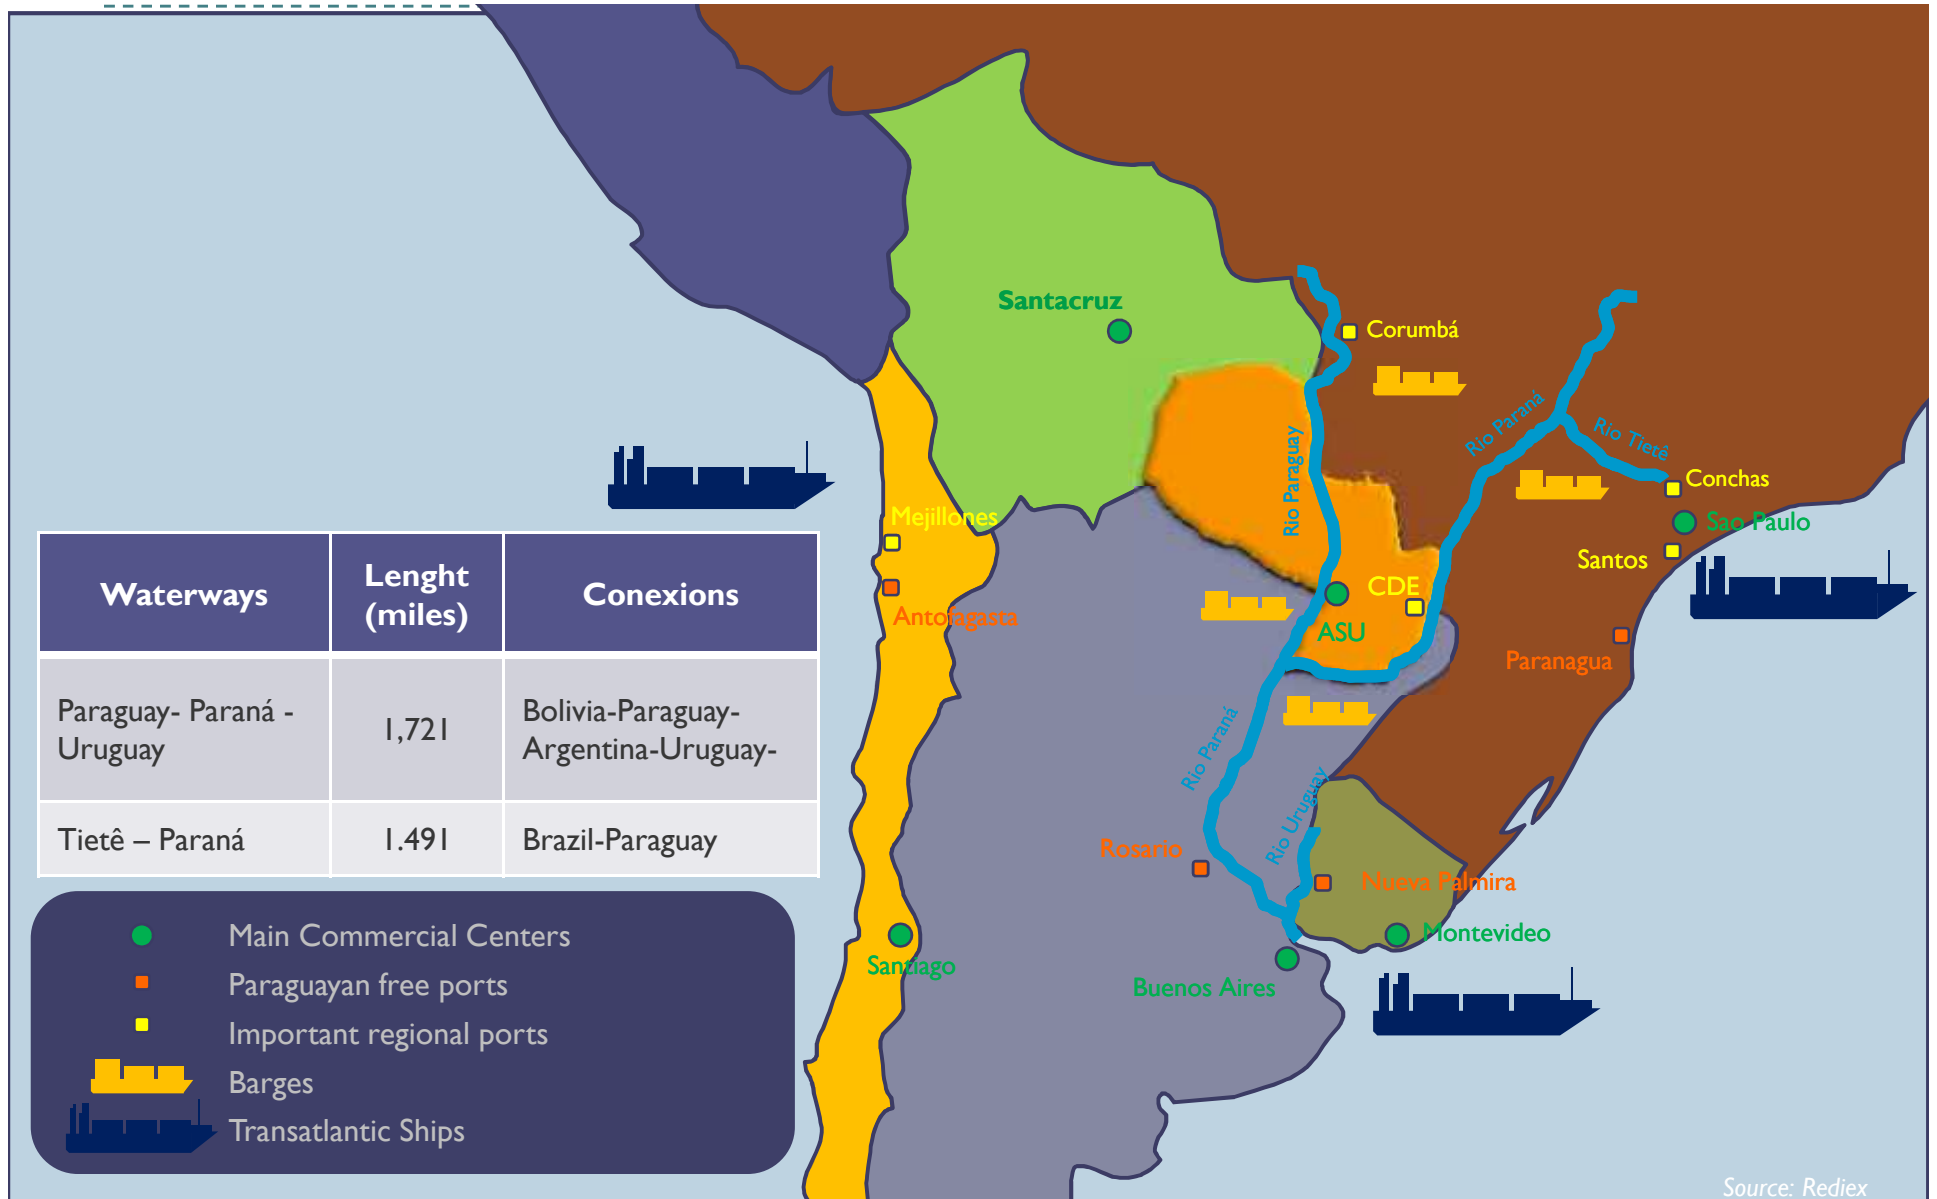 Santacruz
Corumbá
Rio Paraná
Rio Tietê
Rio Paraguay
Conchas
Sao Paulo
Mejillones
Santos
CDE
Antofagasta
ASU
Paranagua
Rio Paraná
Rio Uruguay
Rosario
Nueva Palmira
Montevideo
Santiago
Buenos Aires
Waterways
Lenght
(miles)
Conexions
Paraguay- Paraná -
Uruguay
1,721
Bolivia-Paraguay-
Argentina-Uruguay-
Tietê – Paraná
1.491
Brazil-Paraguay
Main Commercial Centers
Paraguayan free ports
Important regional ports
Barges
Transatlantic Ships
Source: Rediex